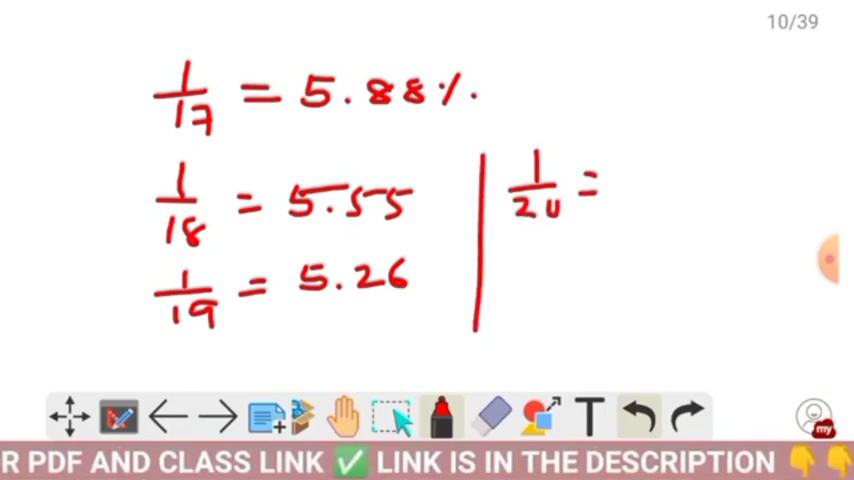 10/39
1/17 = 5.88%
1/18 = 5.55
1/19 = 5.26
1/20 =
T
my
R PDF AND CLASS LINK ✅ LINK IS IN THE DESCRIPTION 👇👇